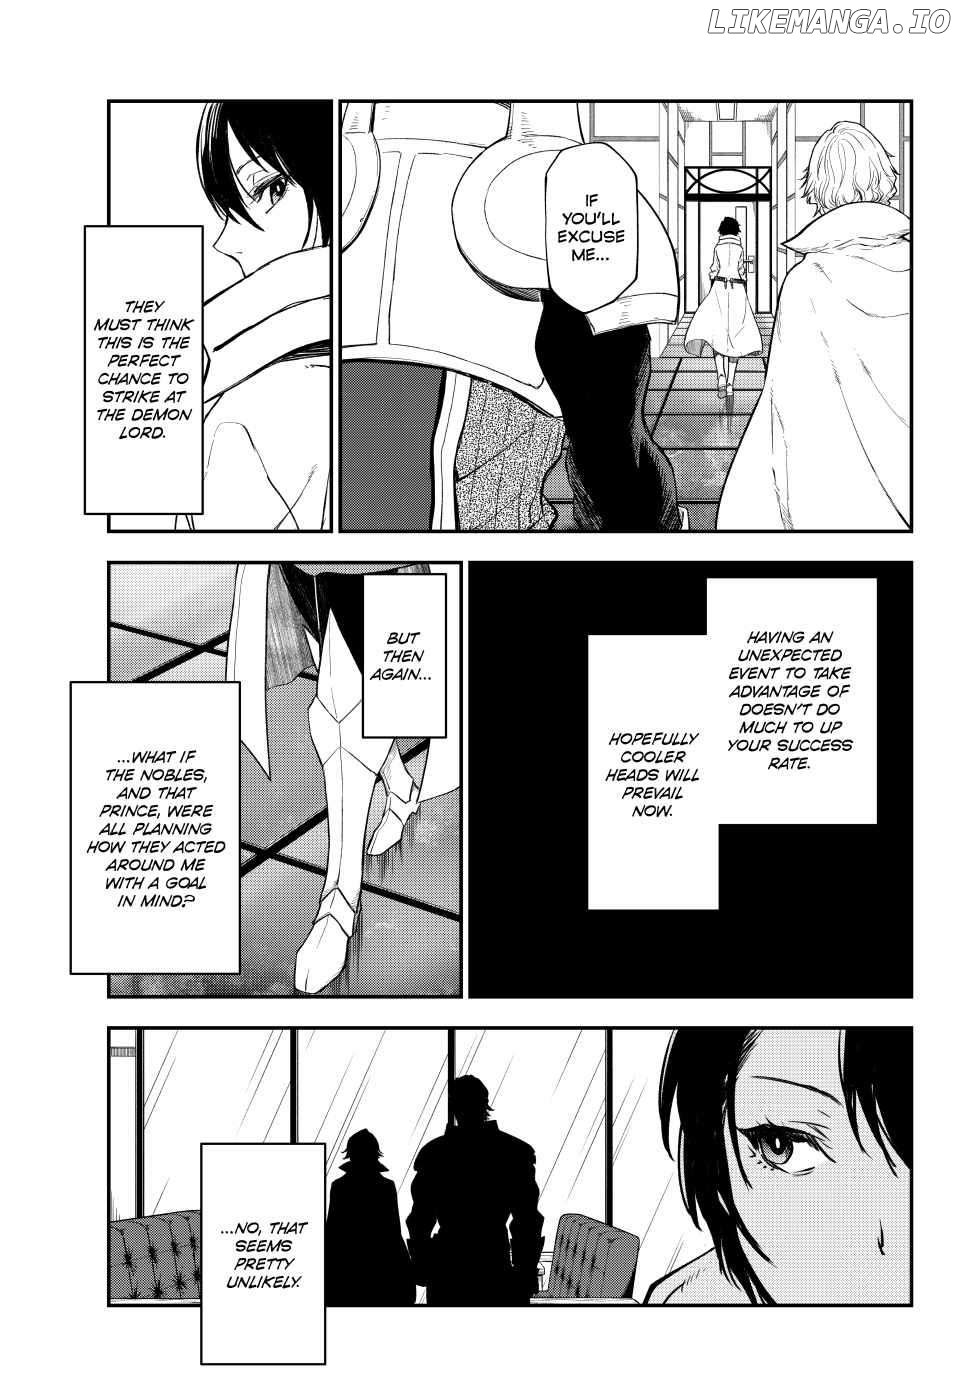 LIKEMANGA.IO
IF
YOU'LL
EXCUSE
ME...
THEY
MUST THINK
THIS IS THE
PERFECT
CHANCE TO
STRIKE AT
THE DEMON
LORD.
HAVING AN
UNEXPECTED
EVENT TO TAKE
ADVANTAGE OF
DOESN'T DO
MUCH TO UP
YOUR SUCCESS
RATE.
HOPEFULLY
COOLER
HEADS WILL
PREVAIL
NOW.
BUT
THEN
AGAIN...
...WHAT IF
THE NOBLES,
AND THAT
PRINCE, WERE
ALL PLANNING
HOW THEY ACTED
AROUND ME
WITH A GOAL
IN MIND?
...NO, THAT
SEEMS
PRETTY
UNLIKELY.